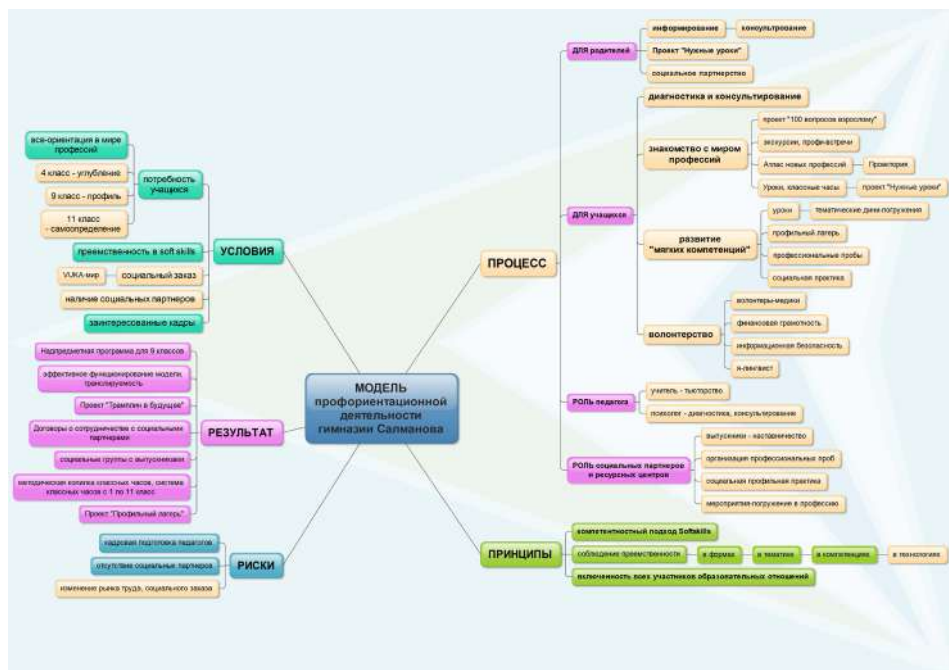 МОДЕЛЬ
профориентационной
деятельности
гимназии Салманова
УСЛОВИЯ
потребность
учащихся
все-ориентация в мире
профессий
4 класс - углубление
9 класс - профиль
11 класс
- самоопределение
преемственность в soft skills
социальный заказ
VUKA-мир
наличие социальных партнеров
заинтересованные кадры
РЕЗУЛЬТАТ
Надпредметная программа для 9 классов
эффективное функционирование модели,
транслируемость
Проект "Трамплин в будущее"
Договоры о сотрудничестве с социальными
партнерами
социальные группы с выпускниками
методическая копилка классных часов, система
классных часов с 1 по 11 класс
Проект "Профильный лагерь"
РИСКИ
кадровая подготовка педагогов
отсутствие социальных партнеров
изменение рынка труда, социального заказа
ПРОЦЕСС
ДЛЯ родителей
информирование
консультрование
Проект "Нужные уроки"
социальное партнерство
ДЛЯ учащихся
диагностика и консультирование
знакомство с миром
профессий
проект "100 вопросов взрослому"
экскурсии, профи-встречи
Атлас новых профессий
Проектория
Уроки, классные часы
проект "Нужные уроки"
развитие
"мягких компетенций"
уроки
тематические дини-погружения
профильный лагерь
профессиональные пробы
социальная практика
волонтерство
волонтеры-медики
финансовая грамотность
информационная безопасность
я-лингвист
РОЛЬ педагога
учитель - тьюторство
психолог - диагностика, консультирование
РОЛЬ социальных партнеров
и ресурсных центров
выпускники - наставничество
организация профессиональных проб
социальная профильная практика
мероприятия-погружение в профессию
ПРИНЦИПЫ
компетентностный подход Softskills
соблюдение преемственности
в формах
в тематике
в компетенциях
в технологиях
включенность всех участников образовательных отношений